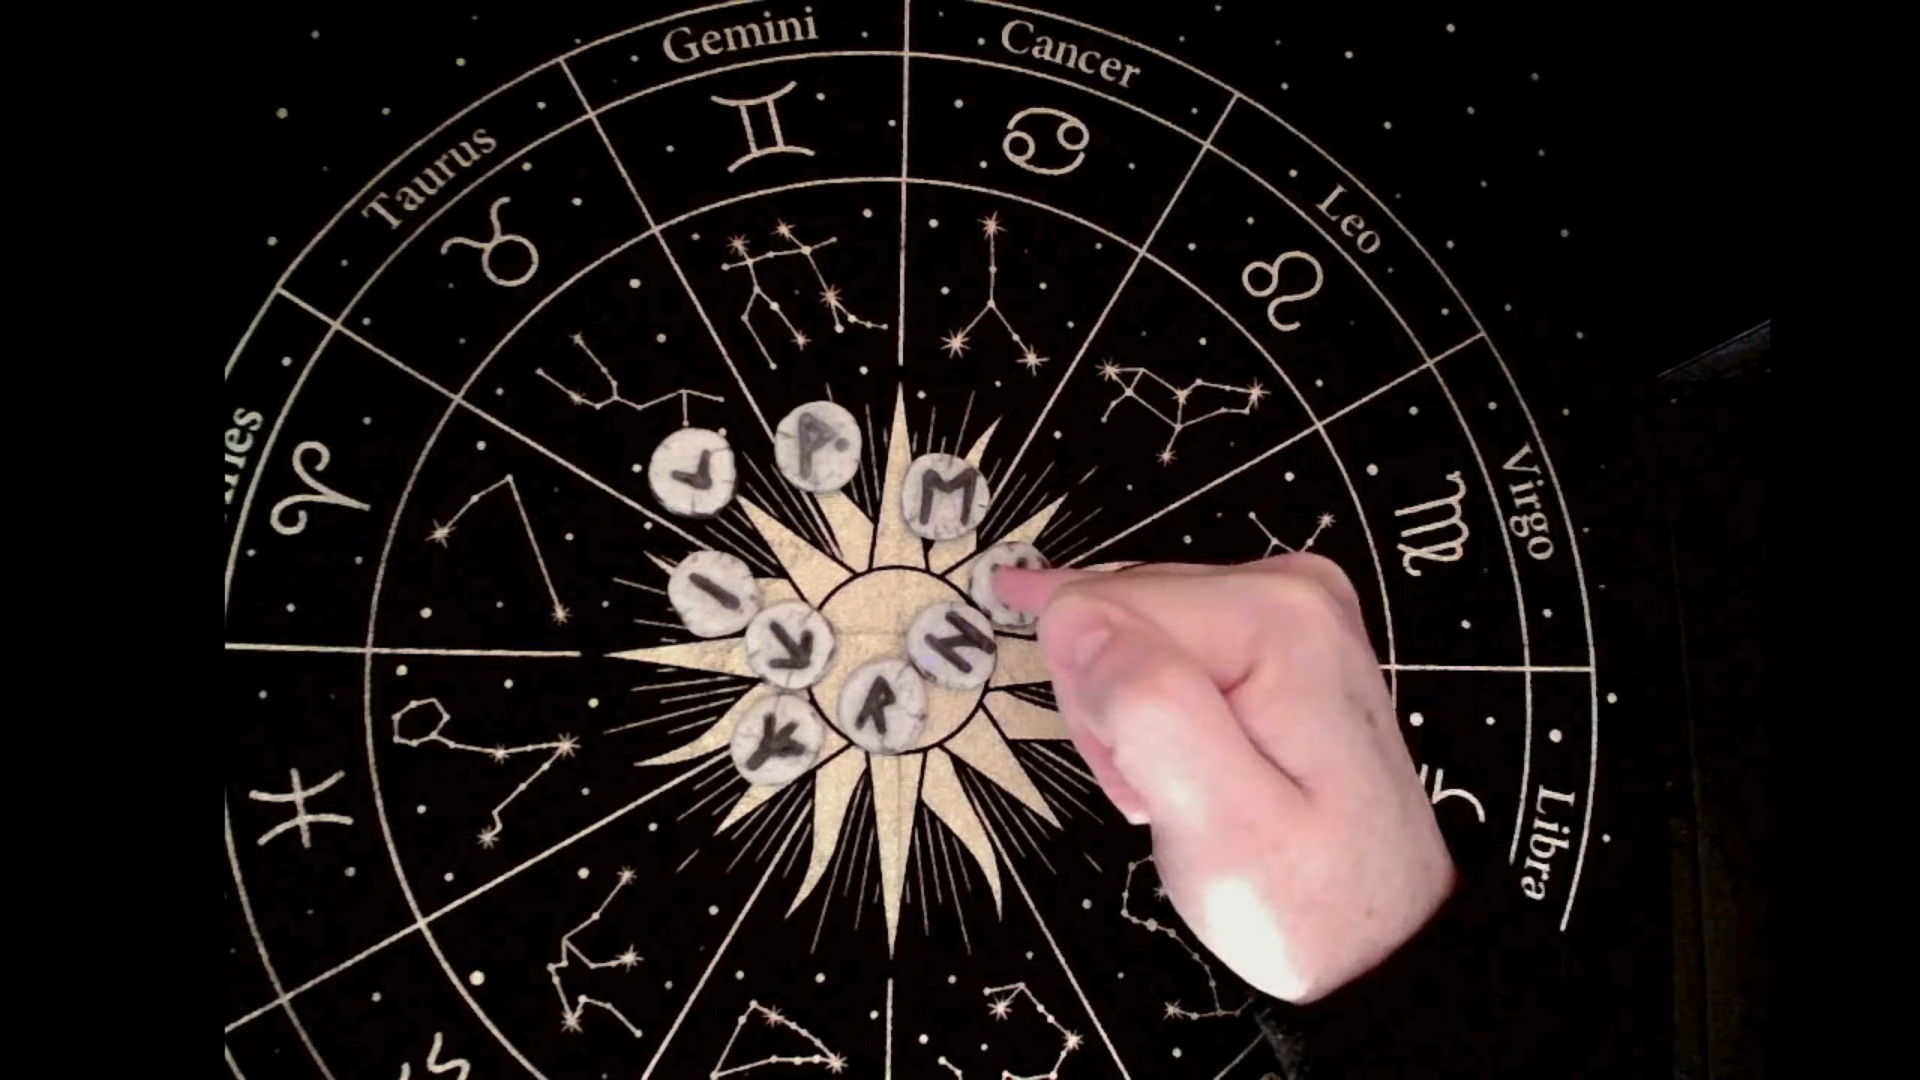 Gemini
Cancer
Taurus
Leo
Virgo
Libra
ᚹ
ᛖ
ᚲ
ᛁ
ᚱ